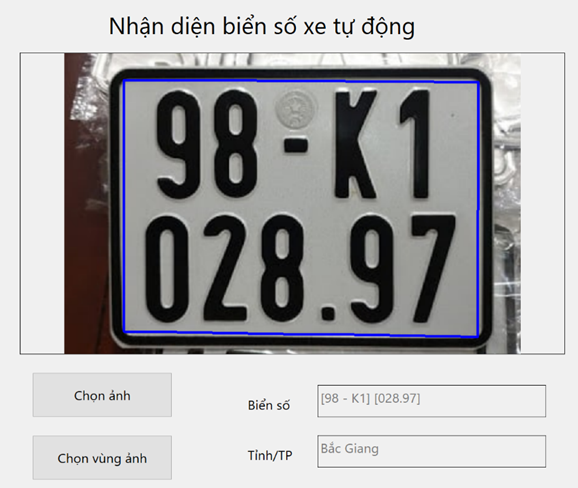 Nhận diện biển số xe tự động
98-K1
028.97
Chọn ảnh
Biển số
[98 - K1] [028.97]
Chọn vùng ảnh
Tỉnh/TP
Bắc Giang